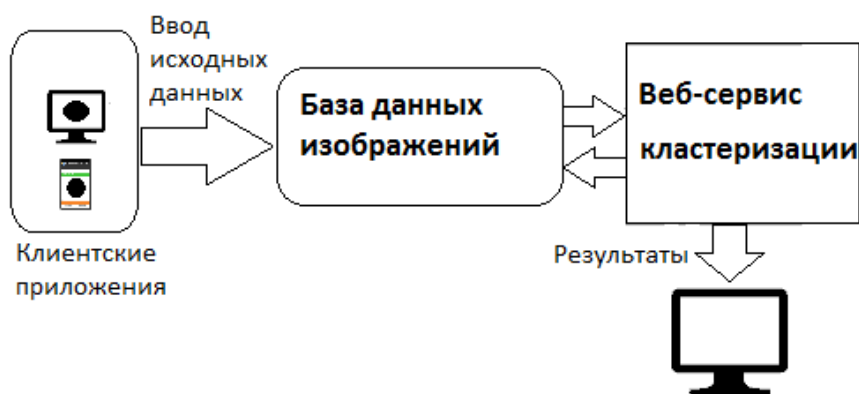 Ввод
исходных
данных
База данных
изображений
Веб-сервис
кластеризации
Клиентские
приложения
Результаты